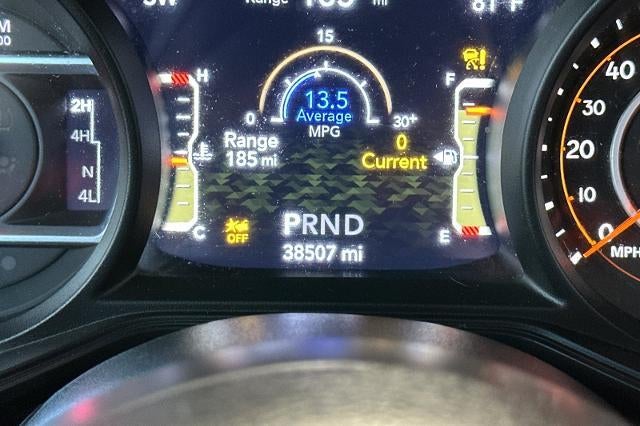 Range
15
M
H
F
40
2H
13.5
30
0
Average
30+
4H
MPG
Range
0
20
185 mi
Current
N
10
4L
PRND
0
C
OFF
E
38507 mi
MPH